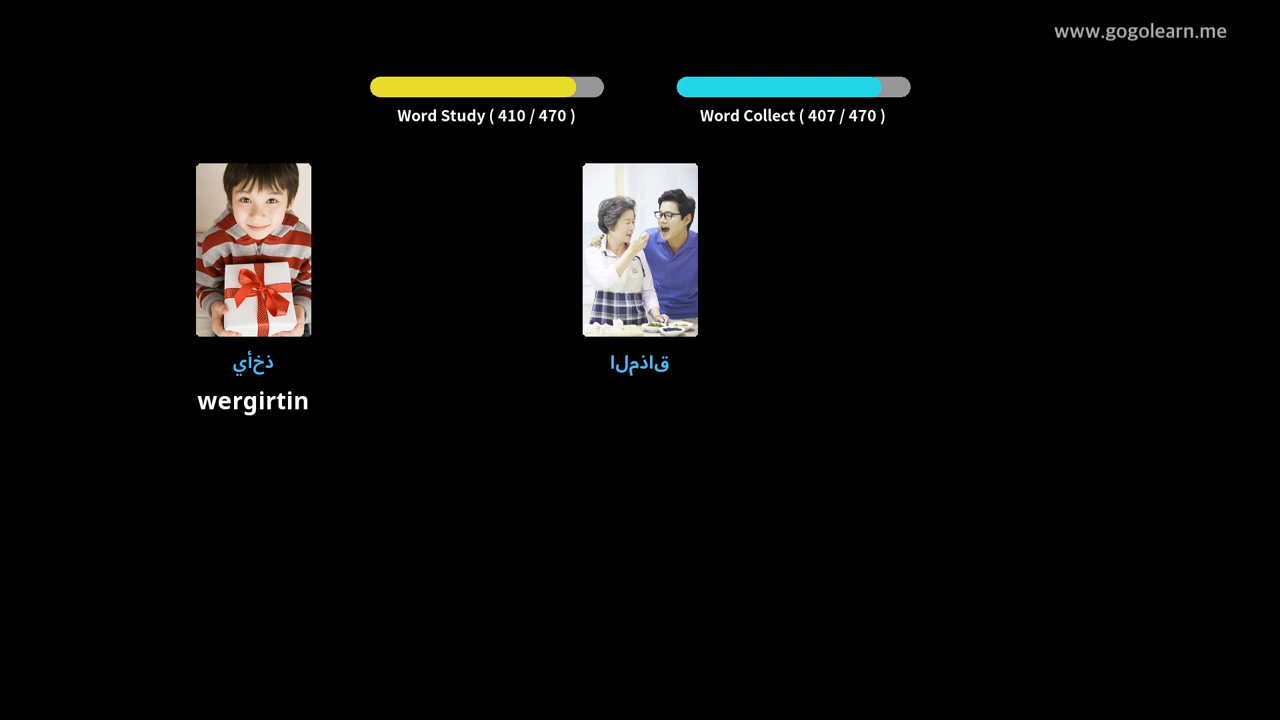 www.gogolearn.me
Word Study ( 410 / 470 )
Word Collect ( 407 / 470 )
ذخأي
wergirtin
قاذملا